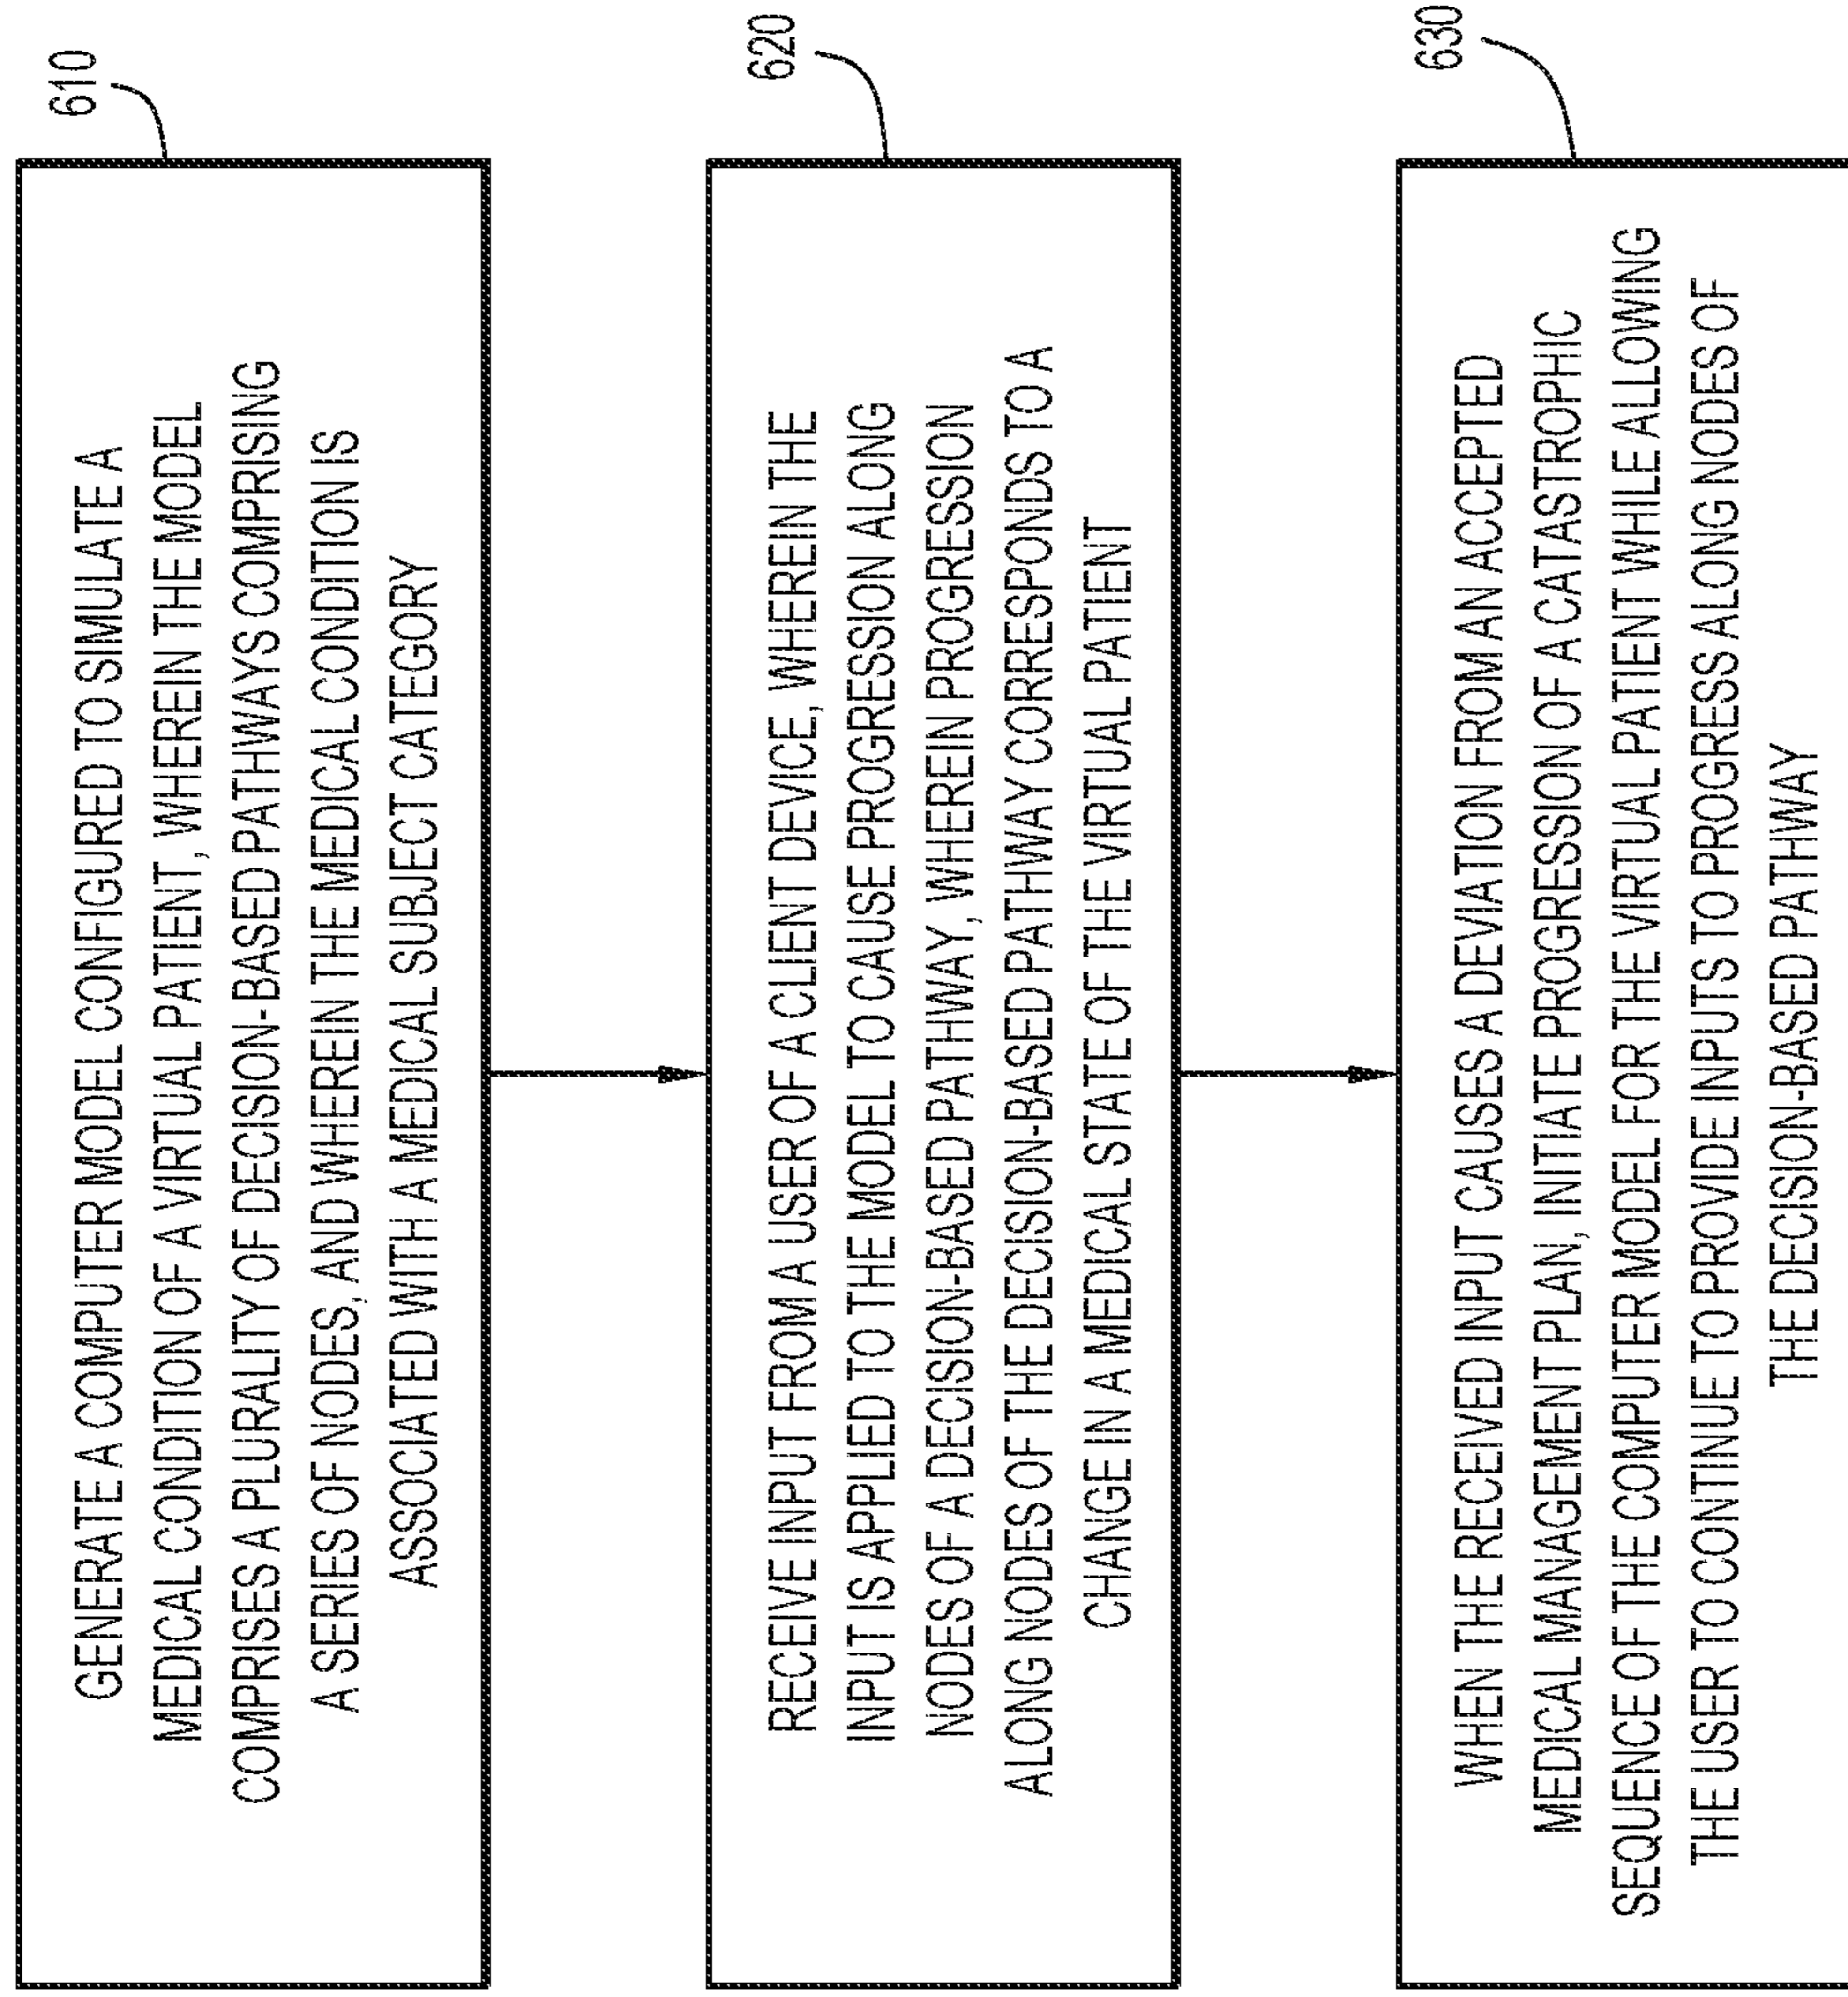 610
GENERATE A COMPUTER MODEL CONFIGURED TO SIMULATE A
MEDICAL CONDITION OF A VIRTUAL PATIENT, WHEREIN THE MODEL
COMPRISES A PLURALITY OF DECISION-BASED PATHWAYS COMPRISING
A SERIES OF NODES, AND WHEREIN THE MEDICAL CONDITION IS
ASSOCIATED WITH A MEDICAL SUBJECT CATEGORY
620
RECEIVE INPUT FROM A USER OF A CLIENT DEVICE, WHEREIN THE
INPUT IS APPLIED TO THE MODEL TO CAUSE PROGRESSION ALONG
NODES OF A DECISION-BASED PATHWAY, WHEREIN PROGRESSION
ALONG NODES OF THE DECISION-BASED PATHWAY CORRESPONDS TO A
CHANGE IN A MEDICAL STATE OF THE VIRTUAL PATIENT
630
WHEN THE RECEIVED INPUT CAUSES A DEVIATION FROM AN ACCEPTED
MEDICAL MANAGEMENT PLAN, INITIATE PROGRESSION OF A CATASTROPHIC
SEQUENCE OF THE COMPUTER MODEL FOR THE VIRTUAL PATIENT WHILE ALLOWING
THE USER TO CONTINUE TO PROVIDE INPUTS TO PROGRESS ALONG NODES OF
THE DECISION-BASED PATHWAY